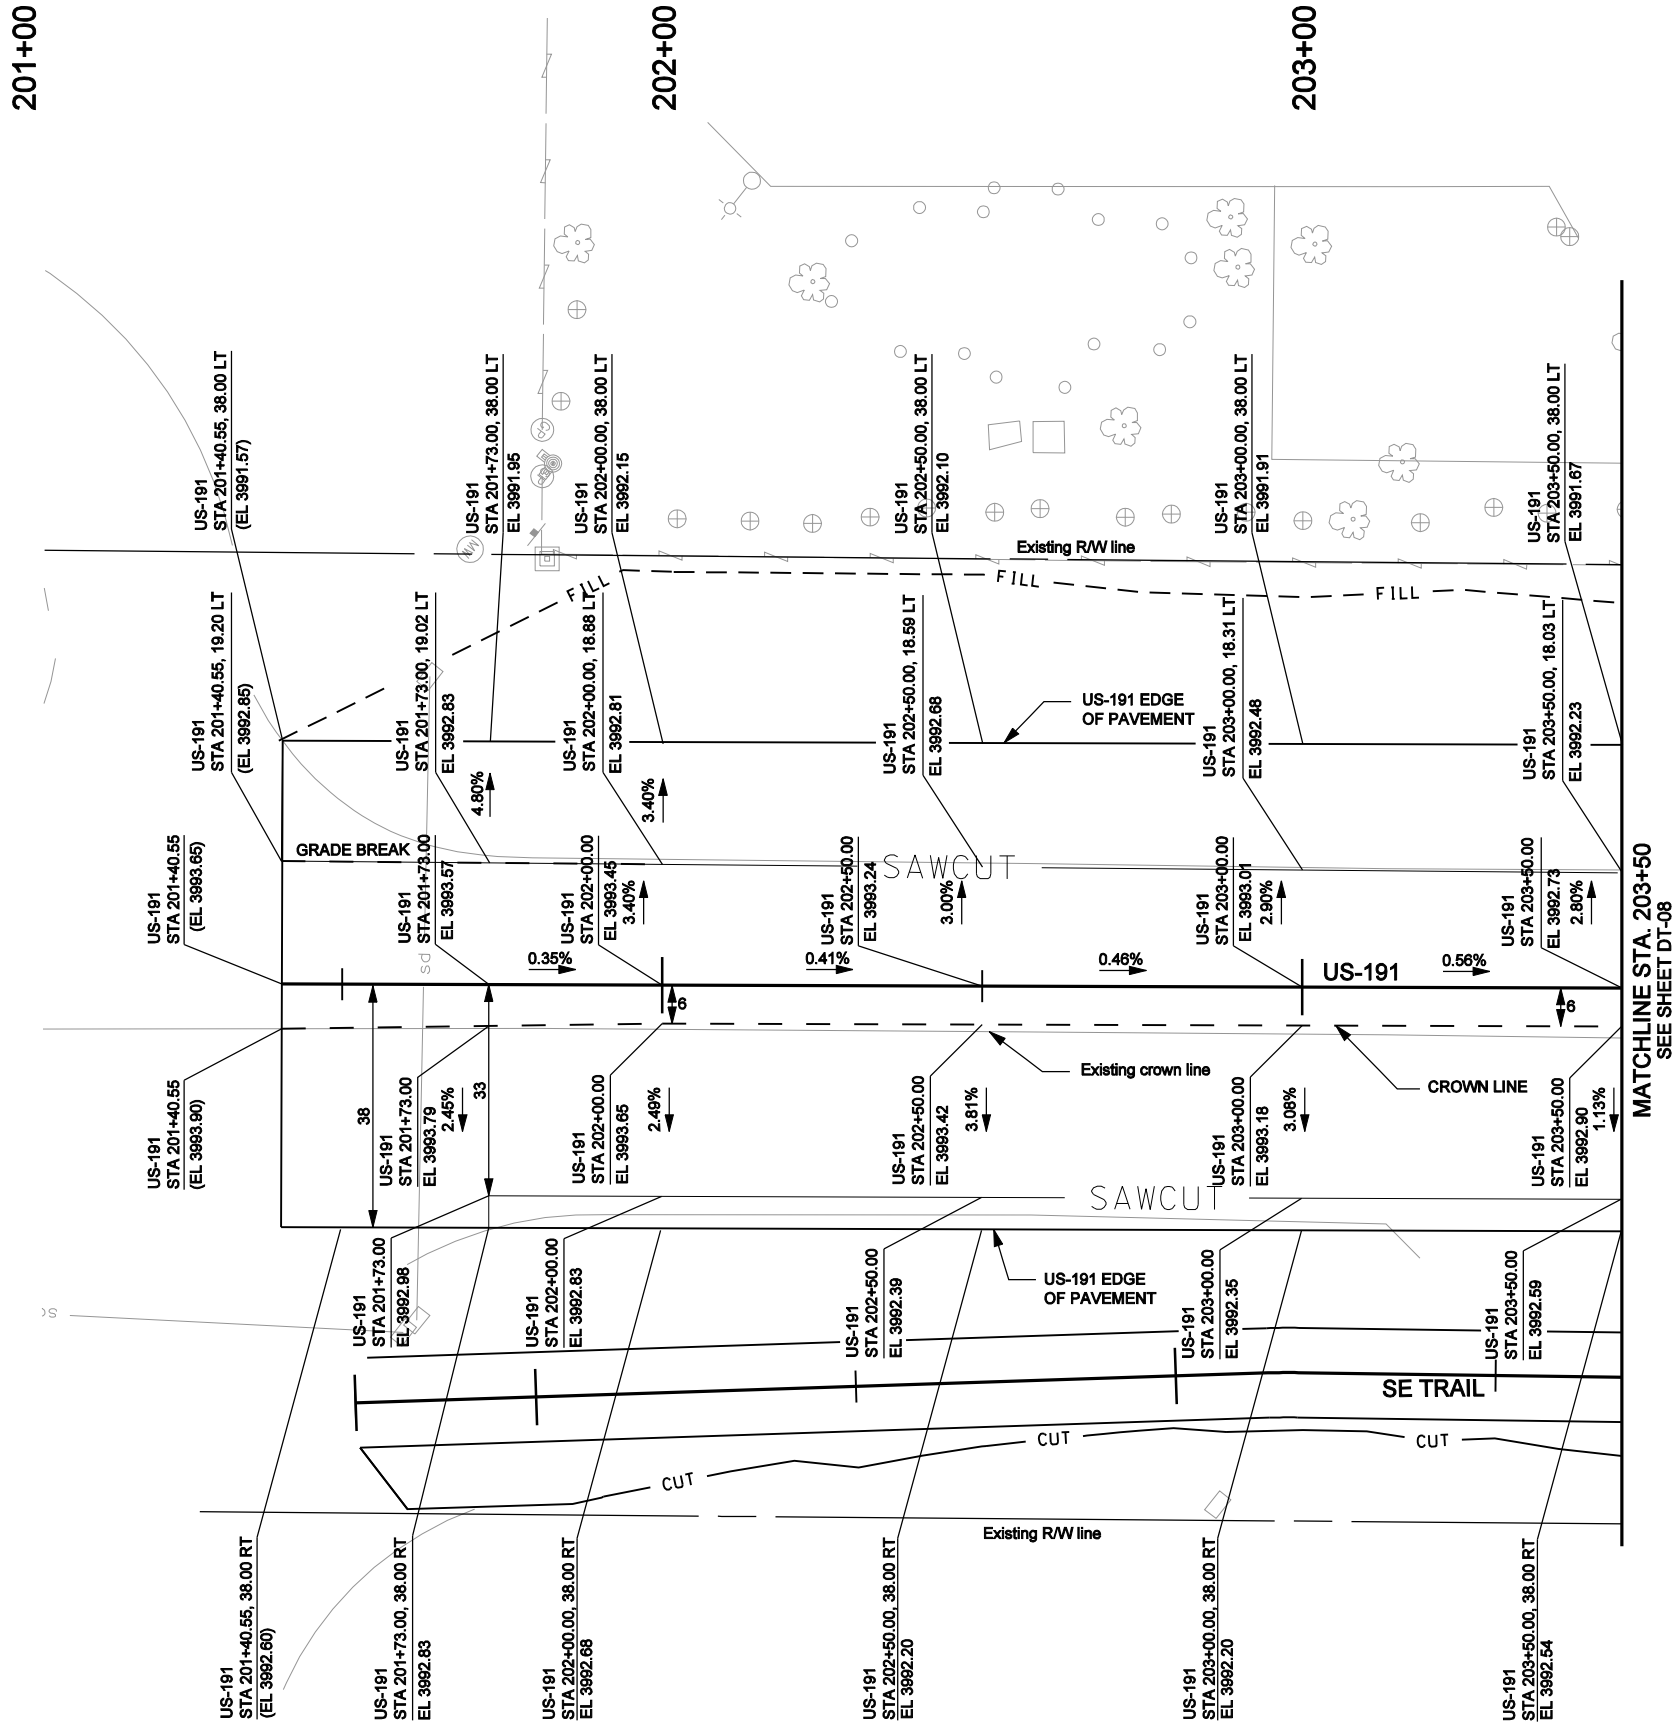 201+00
202+00
203+00
US-191
STA 201+40.55, 38.00 LT
(EL 3991.57)
US-191
STA 201+73.00, 38.00 LT
EL 3991.95
US-191
STA 202+00.00, 38.00 LT
EL 3992.15
US-191
STA 202+50.00, 38.00 LT
EL 3992.10
US-191
STA 203+00.00, 38.00 LT
EL 3991.91
US-191
STA 203+50.00, 38.00 LT
EL 3991.67
MN
GP
Existing R/W line
FILL
FILL
FILL
US-191
STA 201+40.55, 19.20 LT
(EL 3992.85)
US-191
STA 201+73.00, 19.02 LT
EL 3992.83
US-191
STA 202+00.00, 18.88 LT
EL 3992.81
US-191
STA 202+50.00, 18.59 LT
EL 3992.68
US-191
STA 203+00.00, 18.31 LT
EL 3992.48
US-191
STA 203+50.00, 18.03 LT
EL 3992.23
US-191 EDGE
OF PAVEMENT
4.80%
3.40%
GRADE BREAK
SAWCUT
US-191
STA 201+40.55
(EL 3993.65)
US-191
STA 201+73.00
EL 3993.57
US-191
STA 202+00.00
EL 3993.45
3.40%
US-191
STA 202+50.00
EL 3993.24
3.00%
US-191
STA 203+00.00
EL 3993.01
2.90%
US-191
STA 203+50.00
EL 3992.73
2.80%
sd
0.35%
0.41%
0.46%
US-191
0.56%
6
6
38
33
Existing crown line
CROWN LINE
US-191
STA 201+40.55
(EL 3993.90)
US-191
STA 201+73.00
EL 3993.79
2.45%
US-191
STA 202+00.00
EL 3993.65
2.49%
US-191
STA 202+50.00
EL 3993.42
3.81%
US-191
STA 203+00.00
EL 3993.18
3.08%
US-191
STA 203+50.00
EL 3992.90
1.13%
SAWCUT
MATCHLINE STA. 203+50
SEE SHEET DT-08
sd
US-191
STA 201+73.00
EL 3992.98
US-191
STA 202+00.00
EL 3992.83
US-191
STA 202+50.00
EL 3992.39
US-191 EDGE
OF PAVEMENT
US-191
STA 203+00.00
EL 3992.35
US-191
STA 203+50.00
EL 3992.59
SE TRAIL
CUT
CUT
CUT
Existing R/W line
US-191
STA 201+40.55, 38.00 RT
(EL 3992.60)
US-191
STA 201+73.00, 38.00 RT
EL 3992.83
US-191
STA 202+00.00, 38.00 RT
EL 3992.68
US-191
STA 202+50.00, 38.00 RT
EL 3992.20
US-191
STA 203+00.00, 38.00 RT
EL 3992.20
US-191
STA 203+50.00, 38.00 RT
EL 3992.54